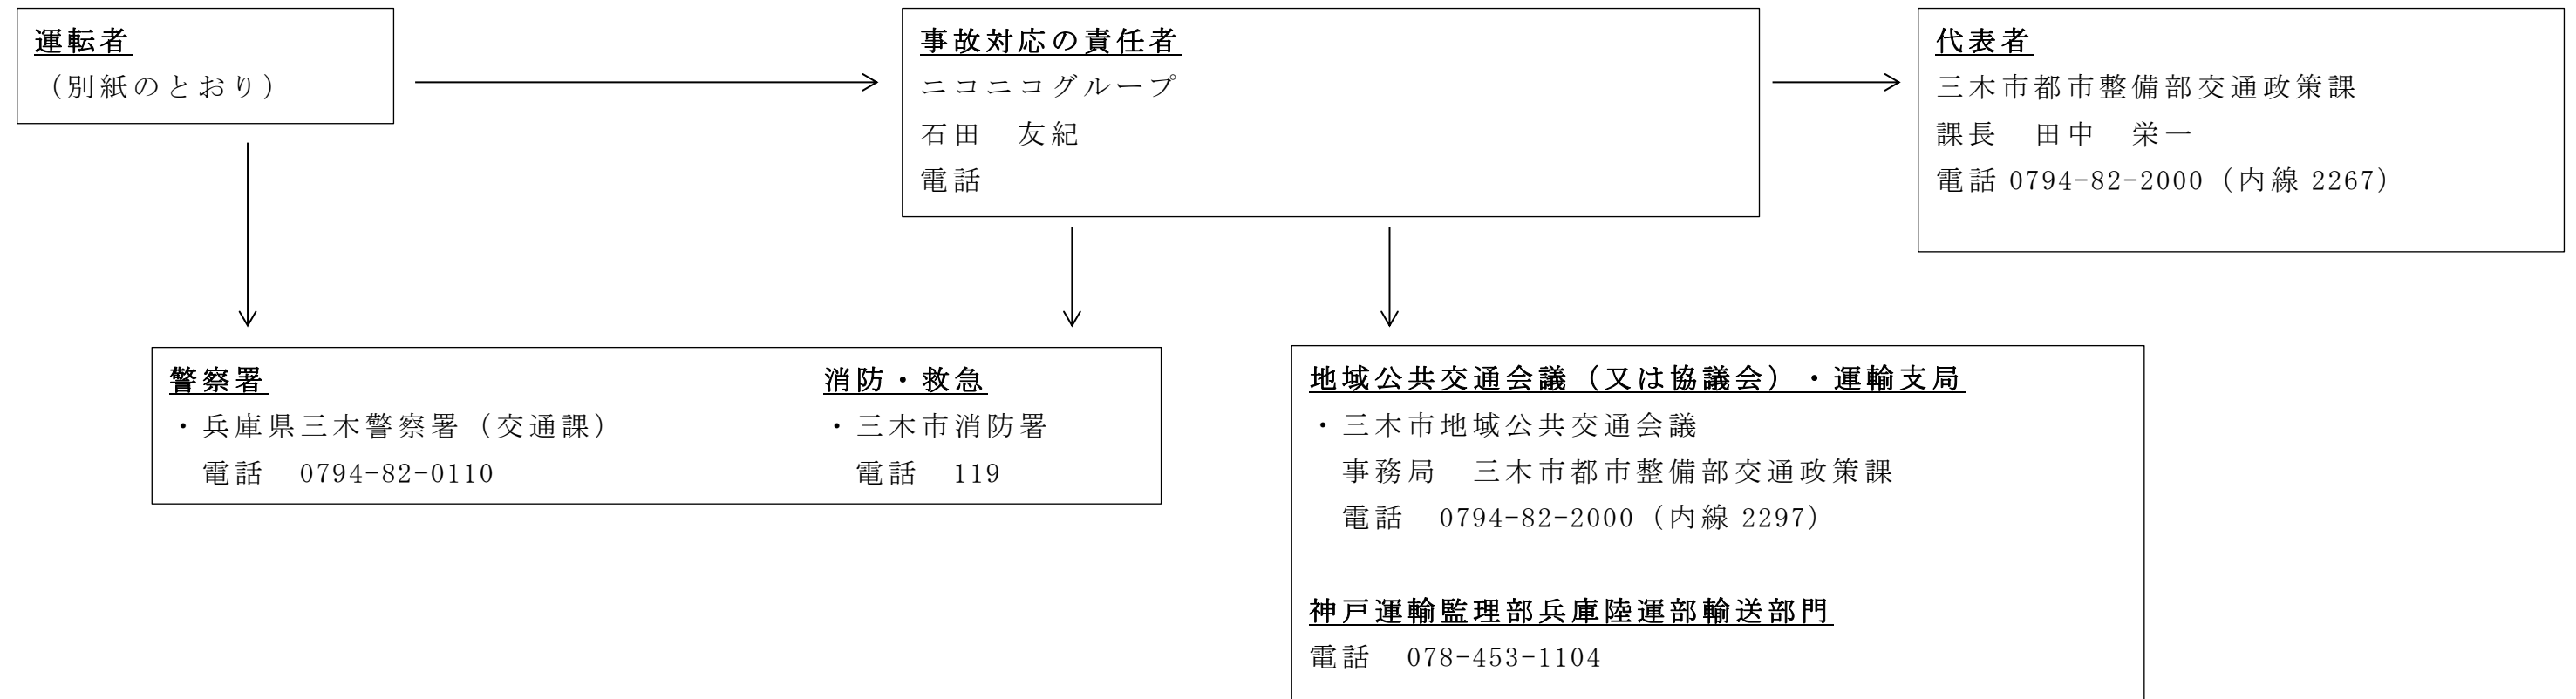 運転者
（別紙のとおり）
事故対応の責任者
ニコニコグループ
石田　友紀
電話
代表者
三木市都市整備部交通政策課
課長　田中　栄一
電話 0794-82-2000（内線 2267）
警察署
・兵庫県三木警察署（交通課）
電話　0794-82-0110
消防・救急
・三木市消防署
電話　119
地域公共交通会議（又は協議会）・運輸支局
・三木市地域公共交通会議
事務局　三木市都市整備部交通政策課
電話　0794-82-2000（内線 2297）
神戸運輸監理部兵庫陸運部輸送部門
電話　078-453-1104